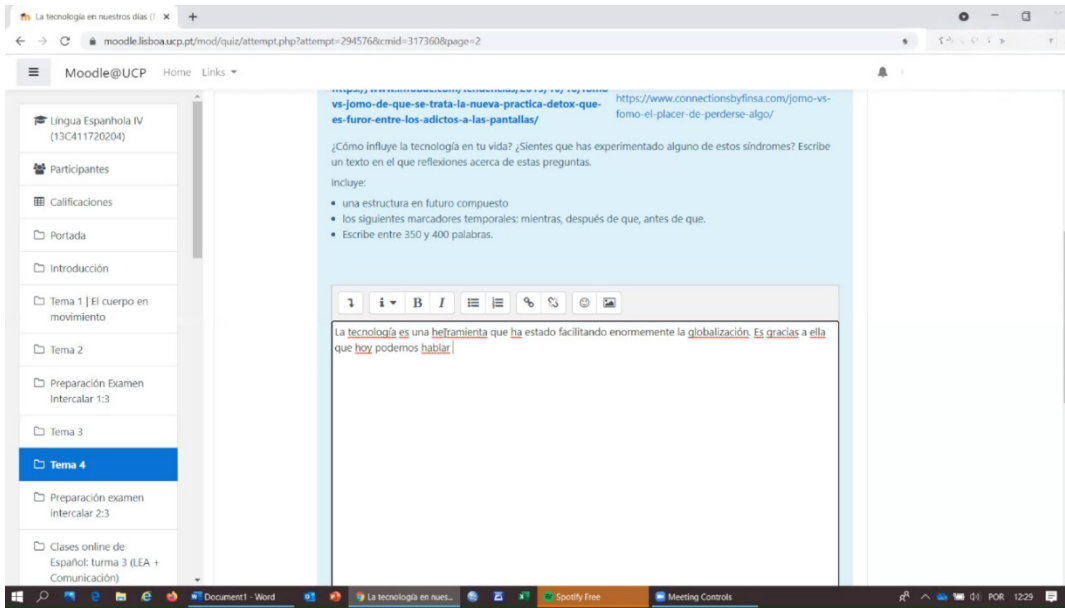 La tecnología en nuestros días (
moodle.lisboa.ucp.pt/mod/quiz/attempt.php?attempt=294576&cmid=317360&page=2
Moodle@UCP Home Links
Língua Espanhola IV
(13C411720204)
Participantes
Calificaciones
Portada
Introducción
Tema 1 | El cuerpo en
movimiento
Tema 2
Preparación Examen
Intercalar 1:3
Tema 3
Tema 4
Preparación examen
intercalar 2:3
Clases online de
Español: turma 3 (LEA +
Comunicación)
vs-jomo-de-que-se-trata-la-nueva-practica-detox-que-
es-furor-entre-los-adictos-a-las-pantallas/
https://www.connectionsbyfinsa.com/jomo-vs-
fomo-el-placer-de-perderse-algo/
¿Cómo influye la tecnología en tu vida? ¿Sientes que has experimentado alguno de estos síndromes? Escribe
un texto en el que reflexiones acerca de estas preguntas.
Incluye:
• una estructura en futuro compuesto
• los siguientes marcadores temporales: mientras, después de que, antes de que.
• Escribe entre 350 y 400 palabras.
i B I
La tecnología es una herramienta que ha estado facilitando enormemente la globalización. Es gracias a ella
que hoy podemos hablar
Document1 - Word La tecnología en nues... Spotify Free Meeting Controls POR 12:29